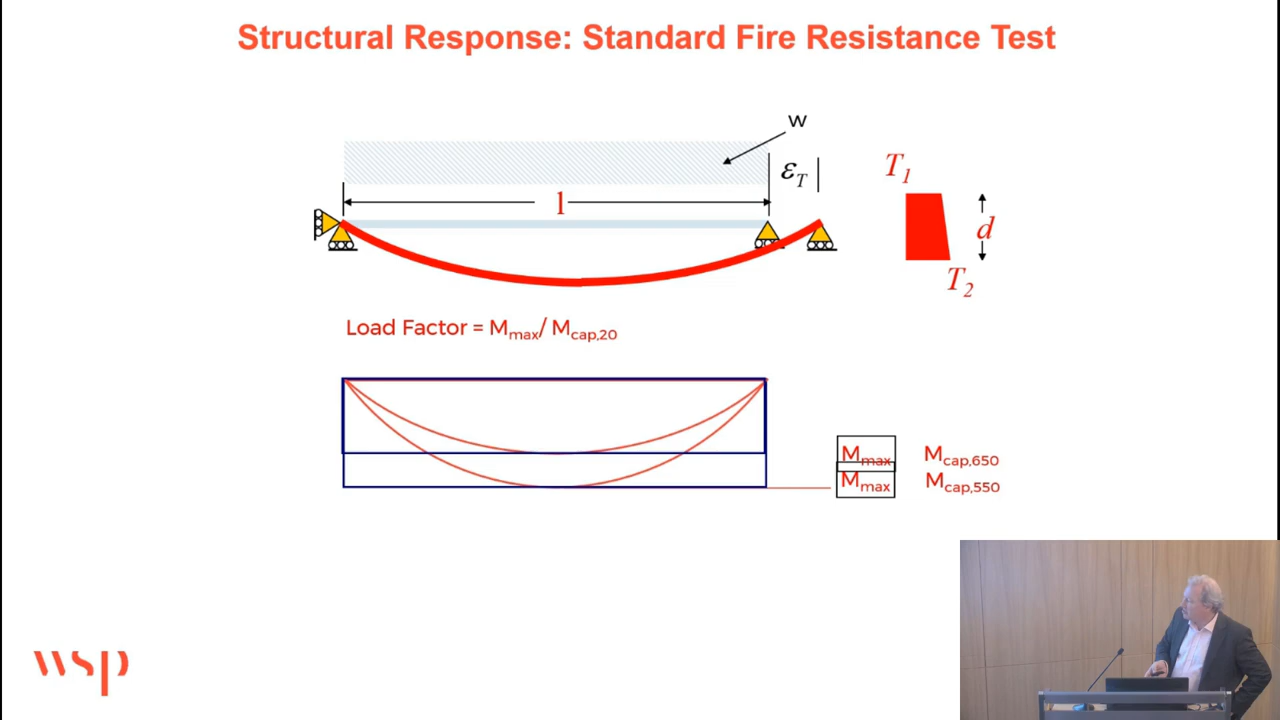 Structural Response: Standard Fire Resistance Test
w
εT
l
T1
d
T2
Load Factor = Mmax/ Mcap,20
Mmax Mcap,650
Mmax Mcap,550
wsp